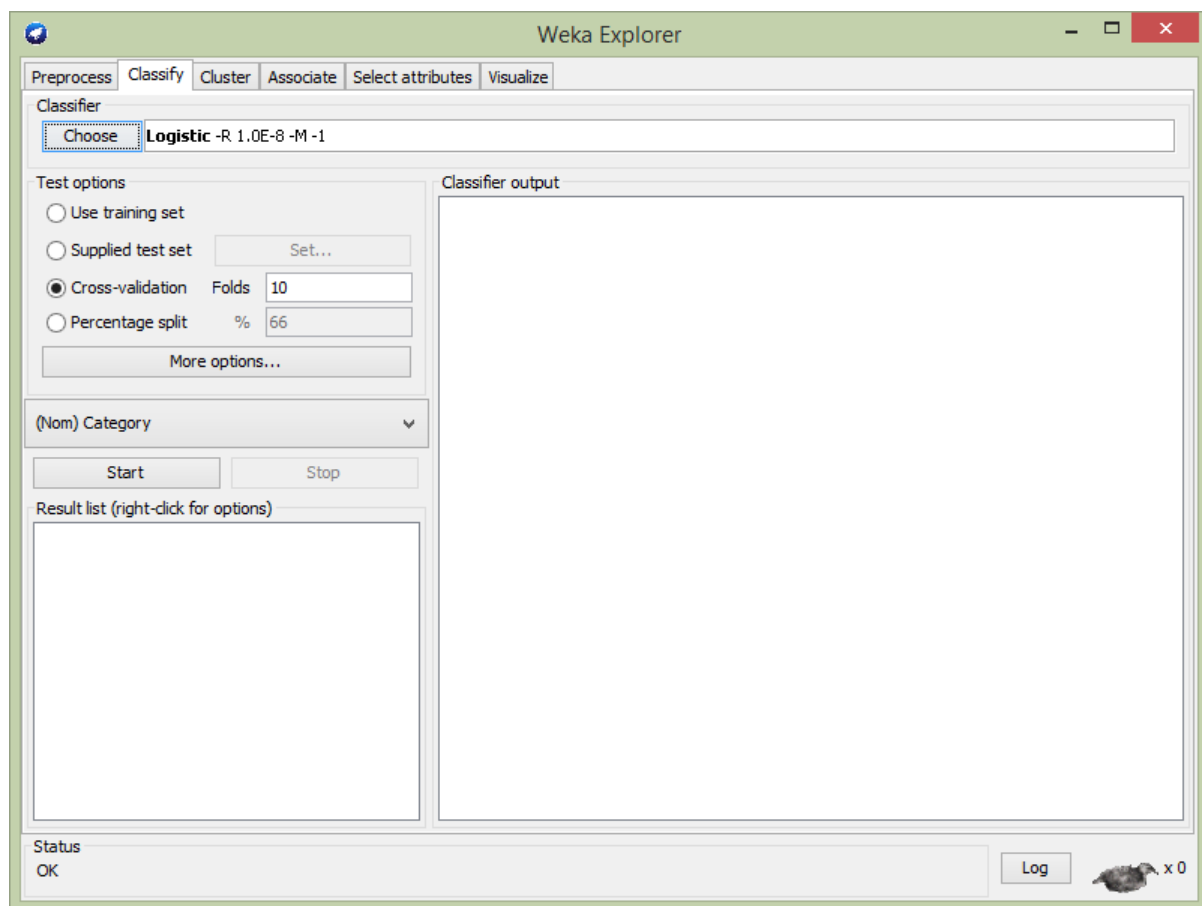 Weka Explorer
Preprocess Classify Cluster Associate Select attributes Visualize
Classifier
Choose Logistic -R 1.0E-8 -M -1
Test options
Use training set
Supplied test set Set...
Cross-validation Folds 10
Percentage split % 66
More options...
(Nom) Category
Start Stop
Result list (right-click for options)
Classifier output
Status
OK
Log x 0